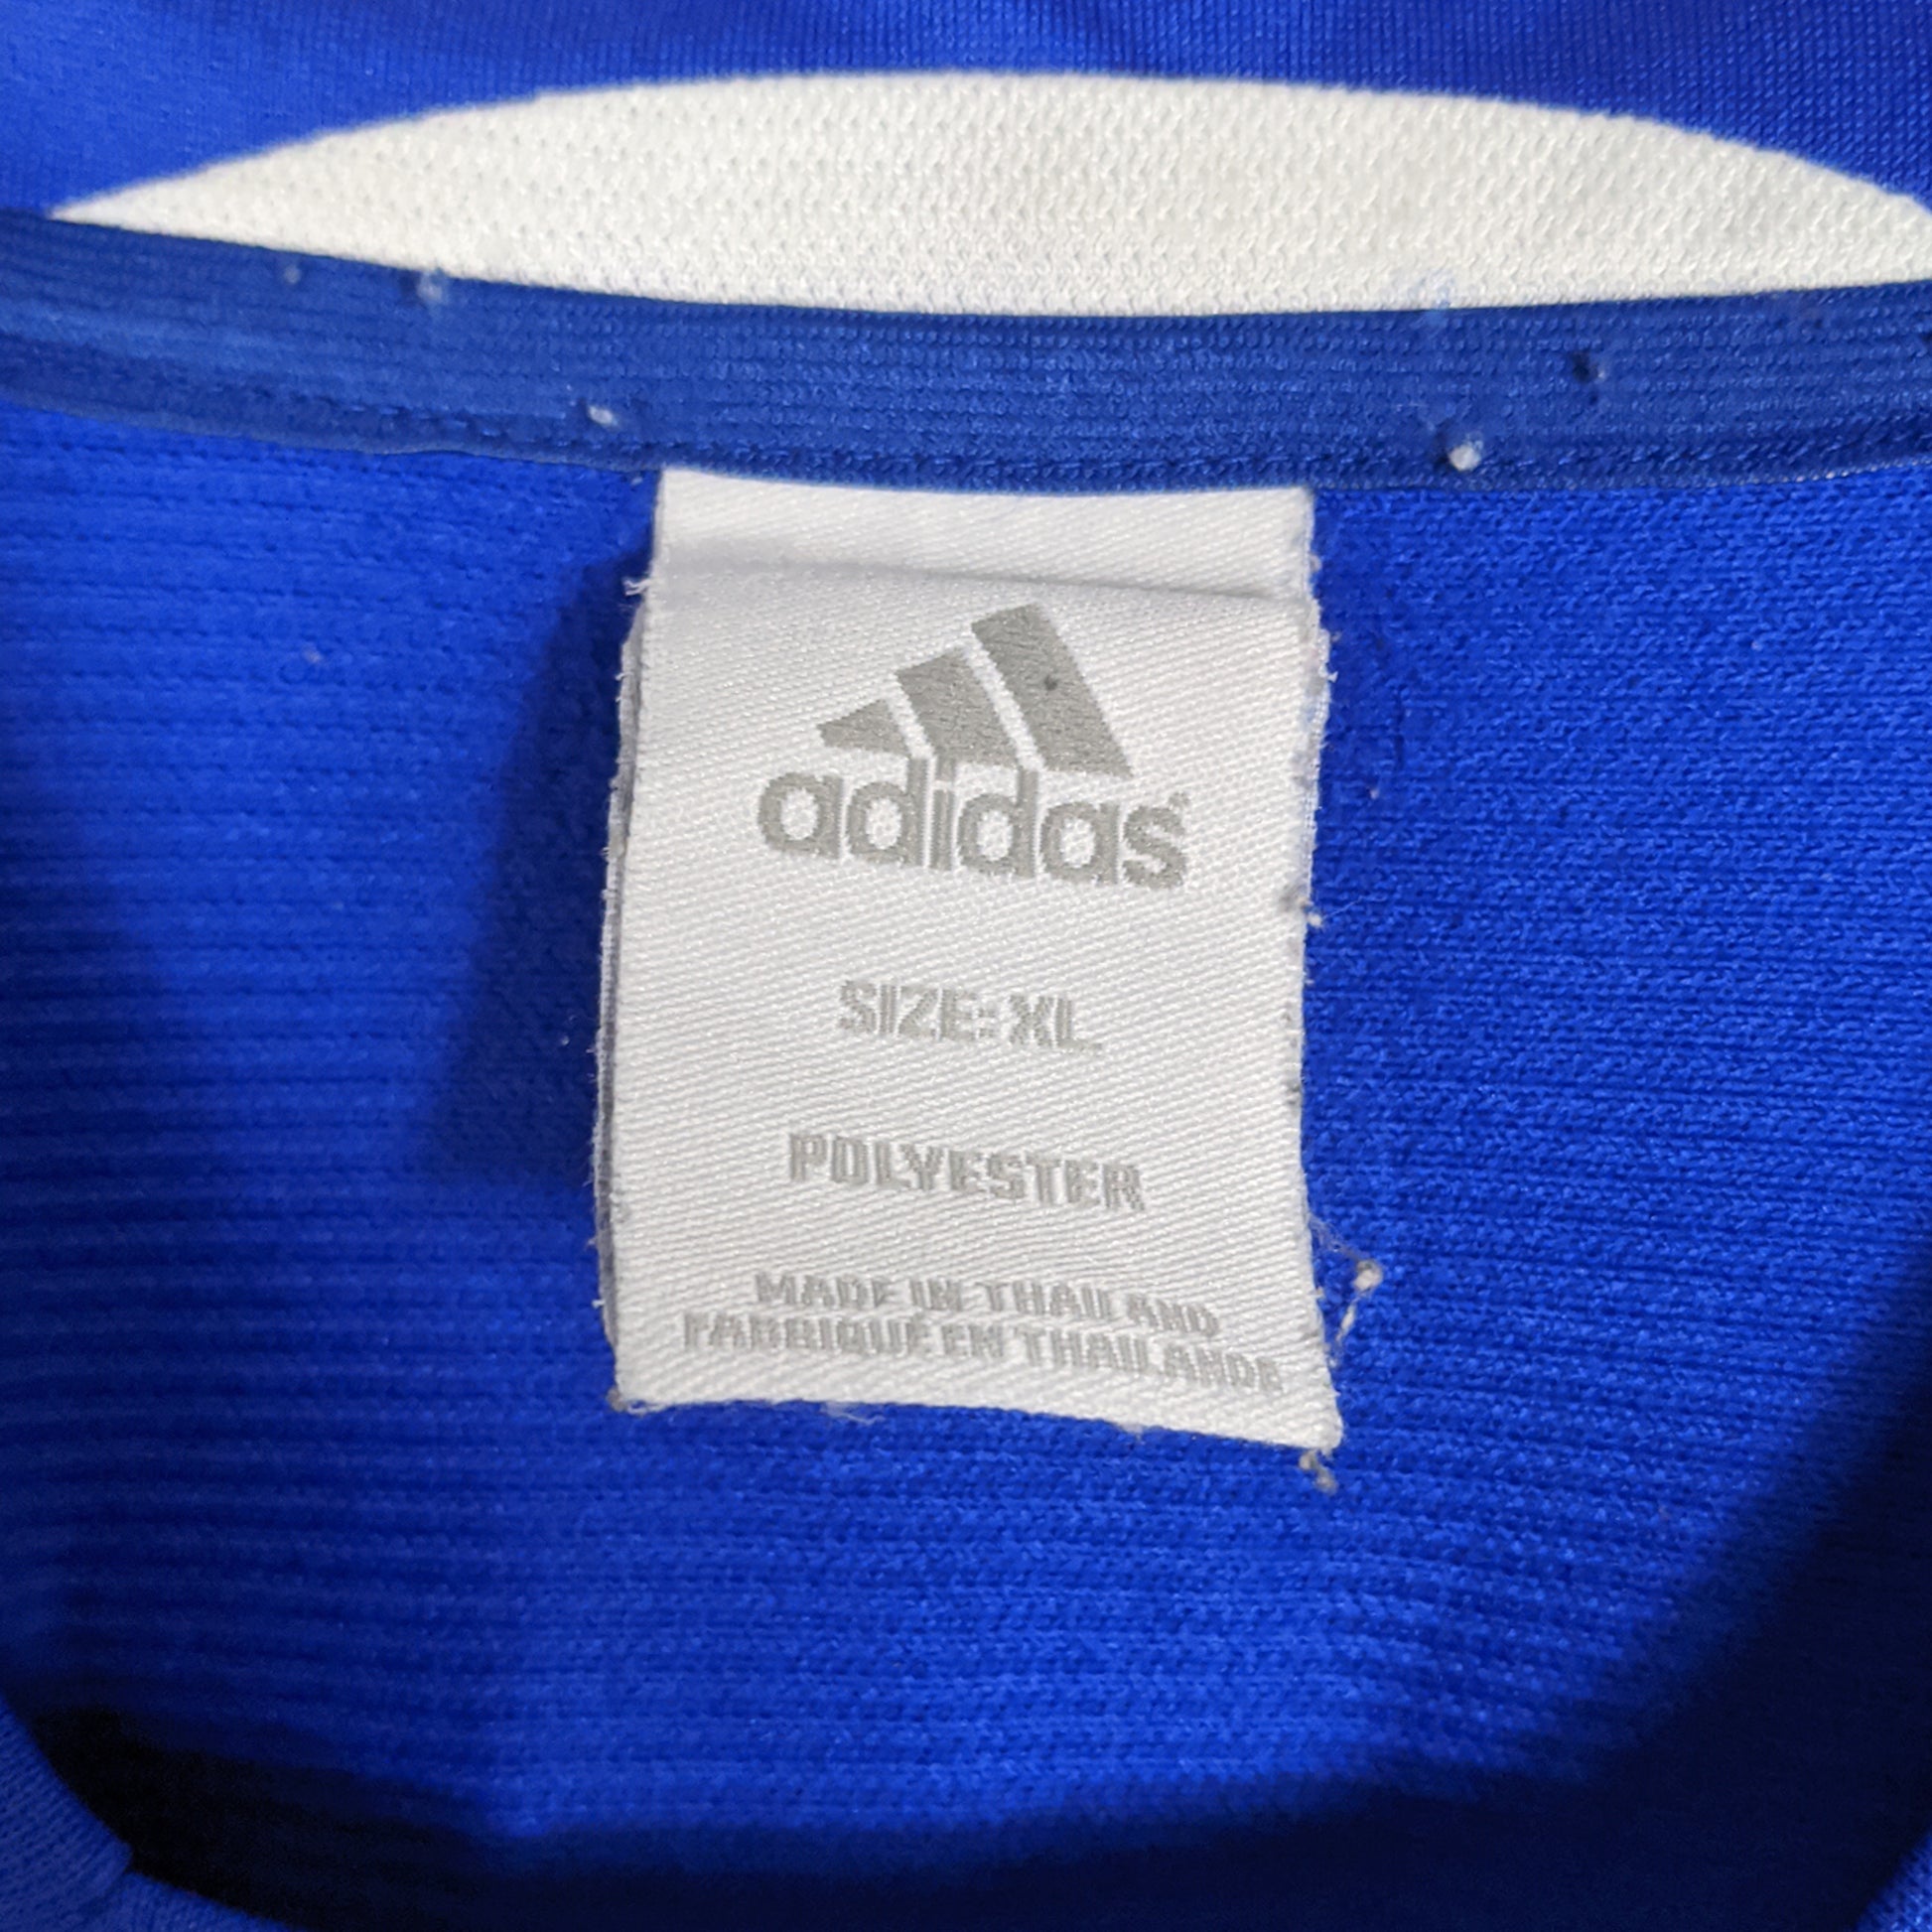 adidas
SIZE: XL
POLYESTER
MADE IN THAILAND
FABRIQUÉ EN THAILANDE